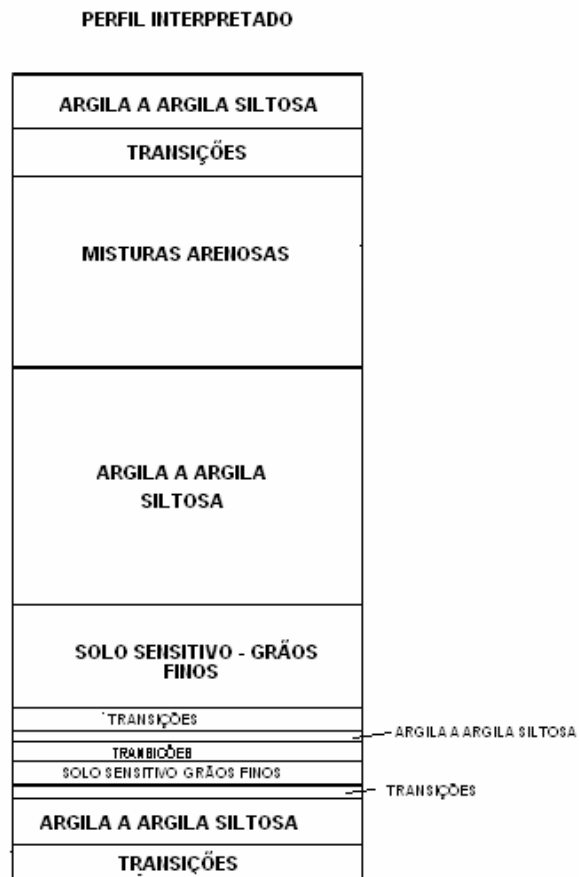 PERFIL INTERPRETADO
ARGILA A ARGILA SILTOSA
TRANSIÇÕES
MISTURAS ARENOSAS
ARGILA A ARGILA
SILTOSA
SOLO SENSITIVO - GRÃOS
FINOS
TRANSIÇÕES
ARGILA A ARGILA SILTOSA
TRANSIÇÕES
SOLO SENSITIVO GRÃOS FINOS
TRANSIÇÕES
ARGILA A ARGILA SILTOSA
TRANSIÇÕES